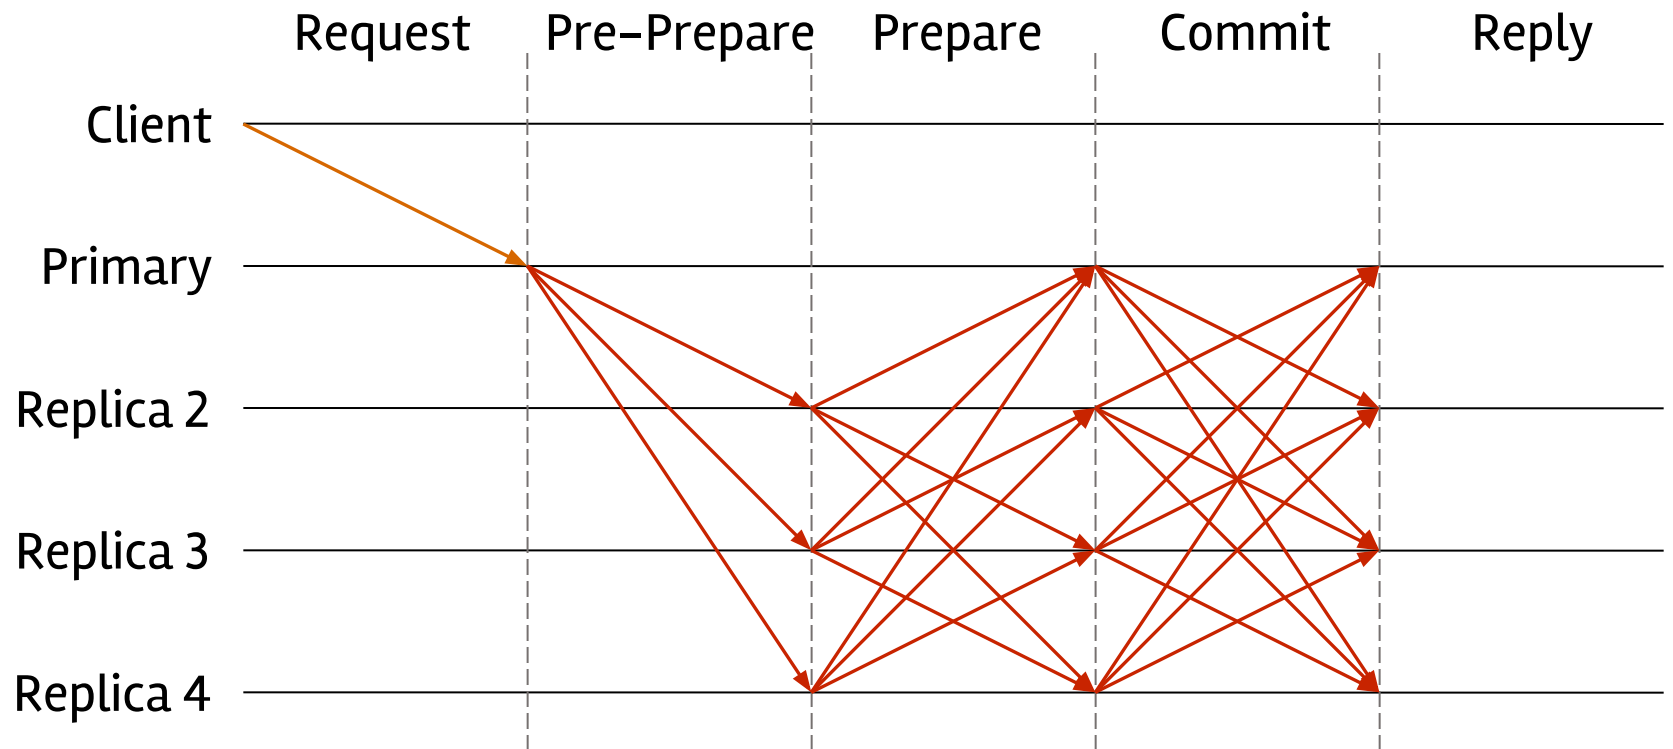 Request Pre-Prepare Prepare Commit Reply
Client
Primary
Replica 2
Replica 3
Replica 4